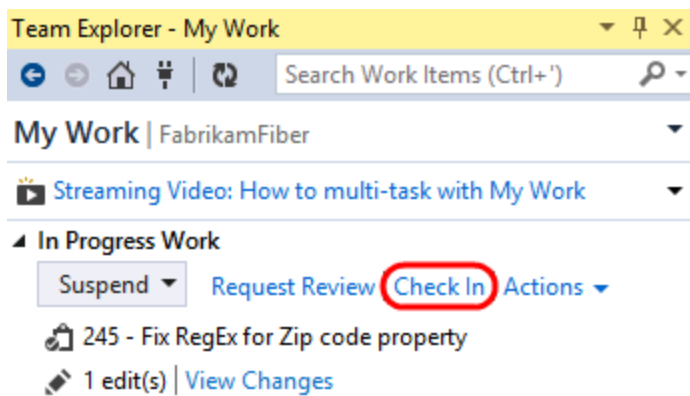 Team Explorer - My Work
Search Work Items (Ctrl+')
My Work | FabrikamFiber
Streaming Video: How to multi-task with My Work
In Progress Work
Suspend Request Review Check In Actions
245 - Fix RegEx for Zip code property
1 edit(s) | View Changes